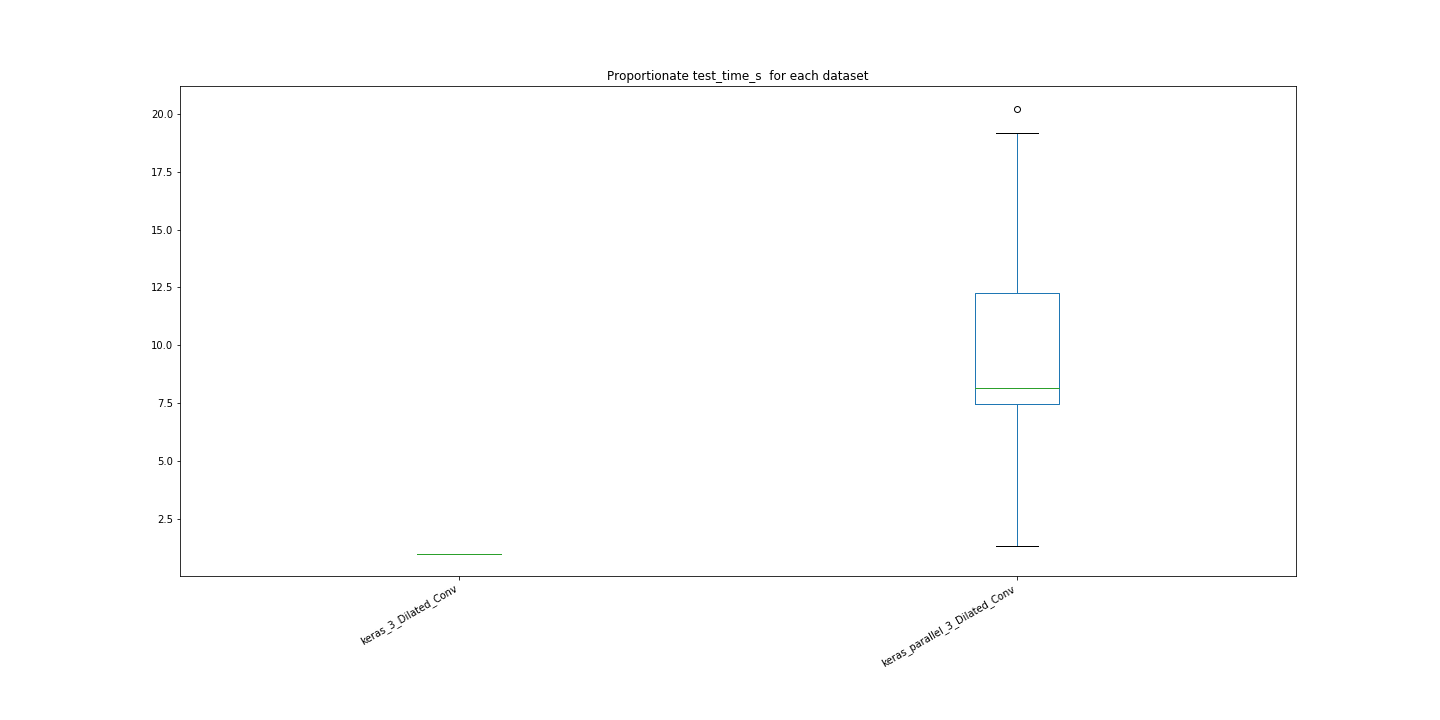 Proportionate test_time_s  for each dataset
20.0
17.5
15.0
12.5
10.0
7.5
5.0
2.5
keras_3_Dilated_Conv
keras_parallel_3_Dilated_Conv